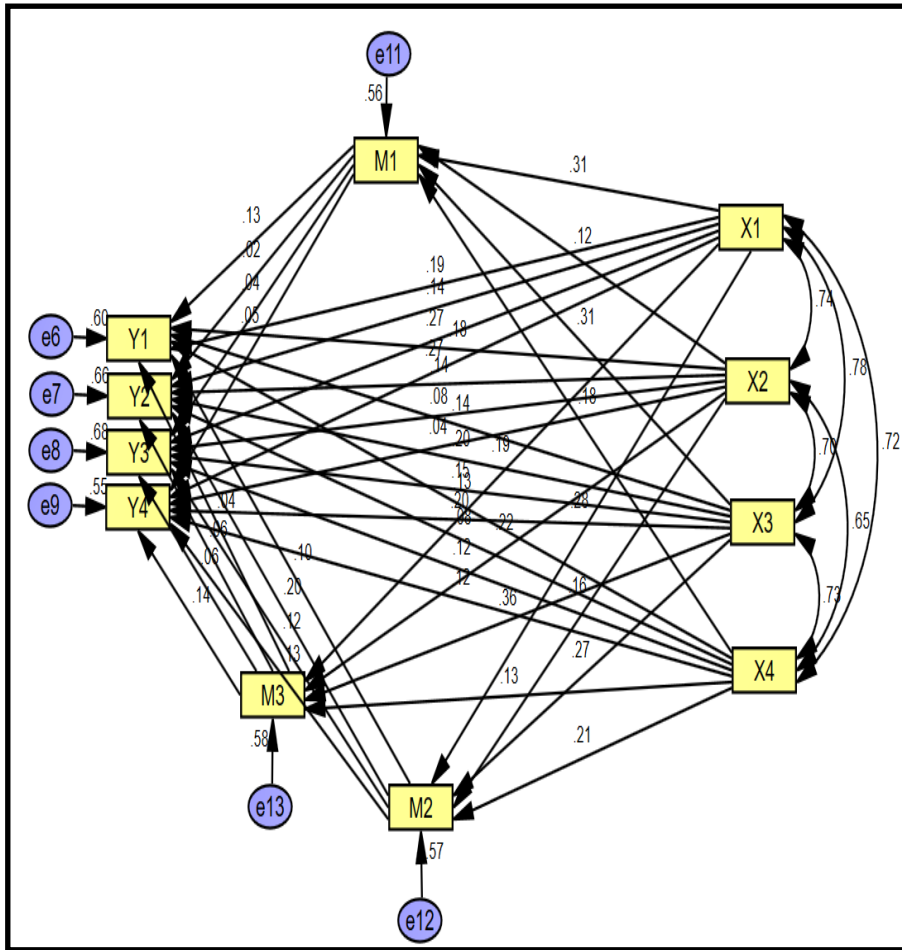 e11
.56
M1
.31
X1
.13
.12
.02
.19
.04
.14
.74
.05
.27
.18
.31
.60
e6
Y1
.27
.14
.78
X2
.66
e7
Y2
.08
.14
.18
.04
.20
.19
.70
.72
.68
e8
Y3
.15
.13
.55
e9
Y4
.04
.20
.28
.08
.22
X3
.65
.06
.06
.10
.12
.14
.20
.12
.36
.16
.73
.12
.13
.27
X4
M3
.13
.58
.21
e13
M2
.57
e12